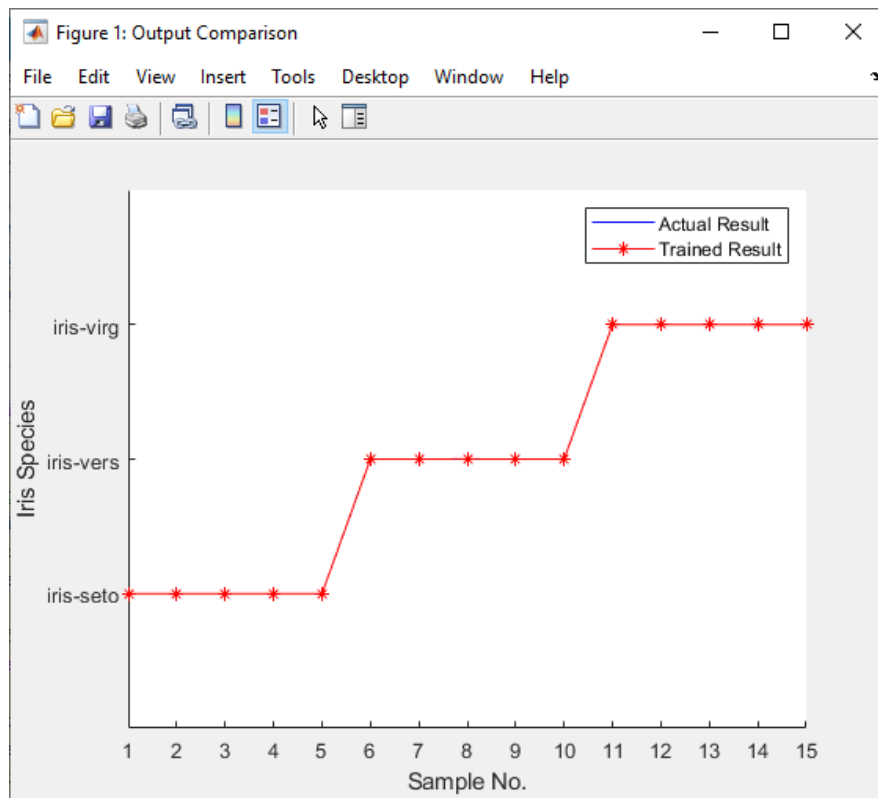 Figure 1: Output Comparison
File Edit View Insert Tools Desktop Window Help
Actual Result
Trained Result
iris-virg
iris-vers
iris-seto
Iris Species
1 2 3 4 5 6 7 8 9 10 11 12 13 14 15
Sample No.